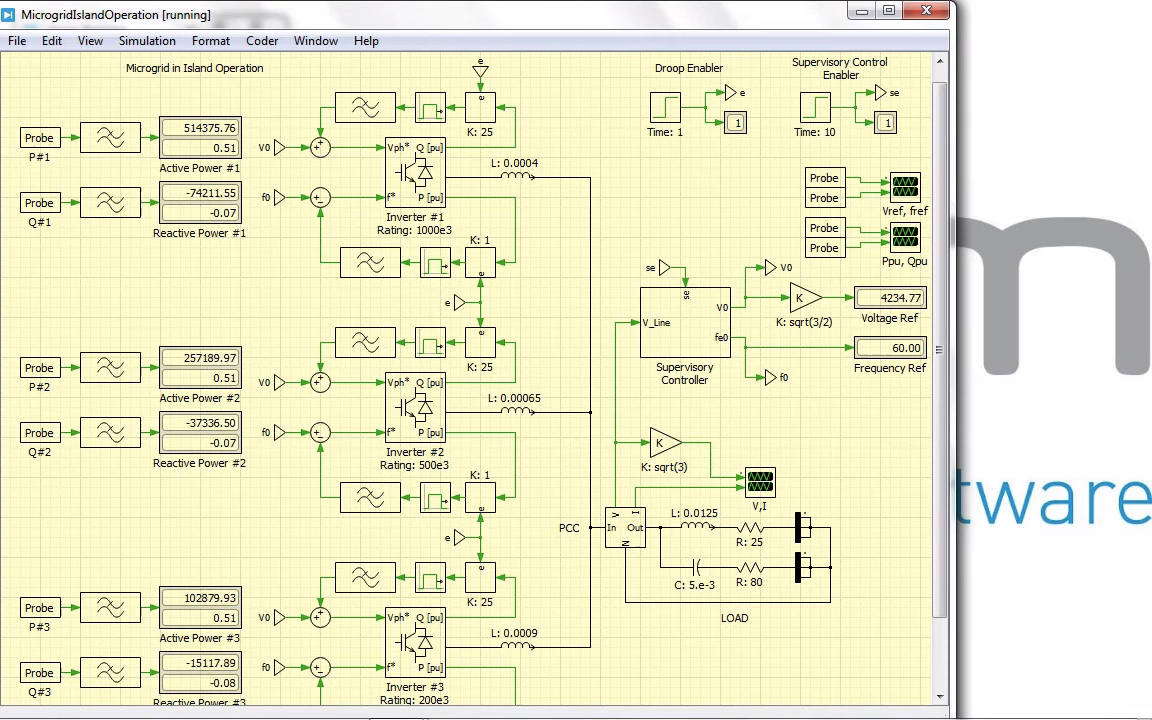 MicrogridIslandOperation [running]
File Edit View Simulation Format Coder Window Help
Microgrid in Island Operation
e
Droop Enabler
Supervisory Control
Enabler
e
1
Time: 1
se
1
Time: 10
Probe
P#1
514375.76
0.51
Active Power #1
Probe
Q#1
-74211.55
-0.07
Reactive Power #1
e
K: 25
V0
Vph* Q [pu]
f0
f* P [pu]
Inverter #1
Rating: 1000e3
L: 0.0004
K: 1
e
e
Probe
Probe
Vref, fref
Probe
Probe
Ppu, Qpu
se
se
V_Line
V0
fe0
Supervisory
Controller
V0
K
K: sqrt(3/2)
4234.77
Voltage Ref
60.00
Frequency Ref
f0
Probe
P#2
257189.97
0.51
Active Power #2
Probe
Q#2
-37336.50
-0.07
Reactive Power #2
e
K: 25
V0
Vph* Q [pu]
f0
f* P [pu]
Inverter #2
Rating: 500e3
L: 0.00065
K: 1
e
e
K
K: sqrt(3)
V,I
PCC
V I
In Out
N
L: 0.0125
R: 25
C: 5.e-3
R: 80
LOAD
Probe
P#3
102879.93
0.51
Active Power #3
Probe
Q#3
-15117.89
-0.08
Reactive Power #3
e
K: 25
V0
Vph* Q [pu]
f0
f* P [pu]
Inverter #3
Rating: 200e3
L: 0.0009
m
tware